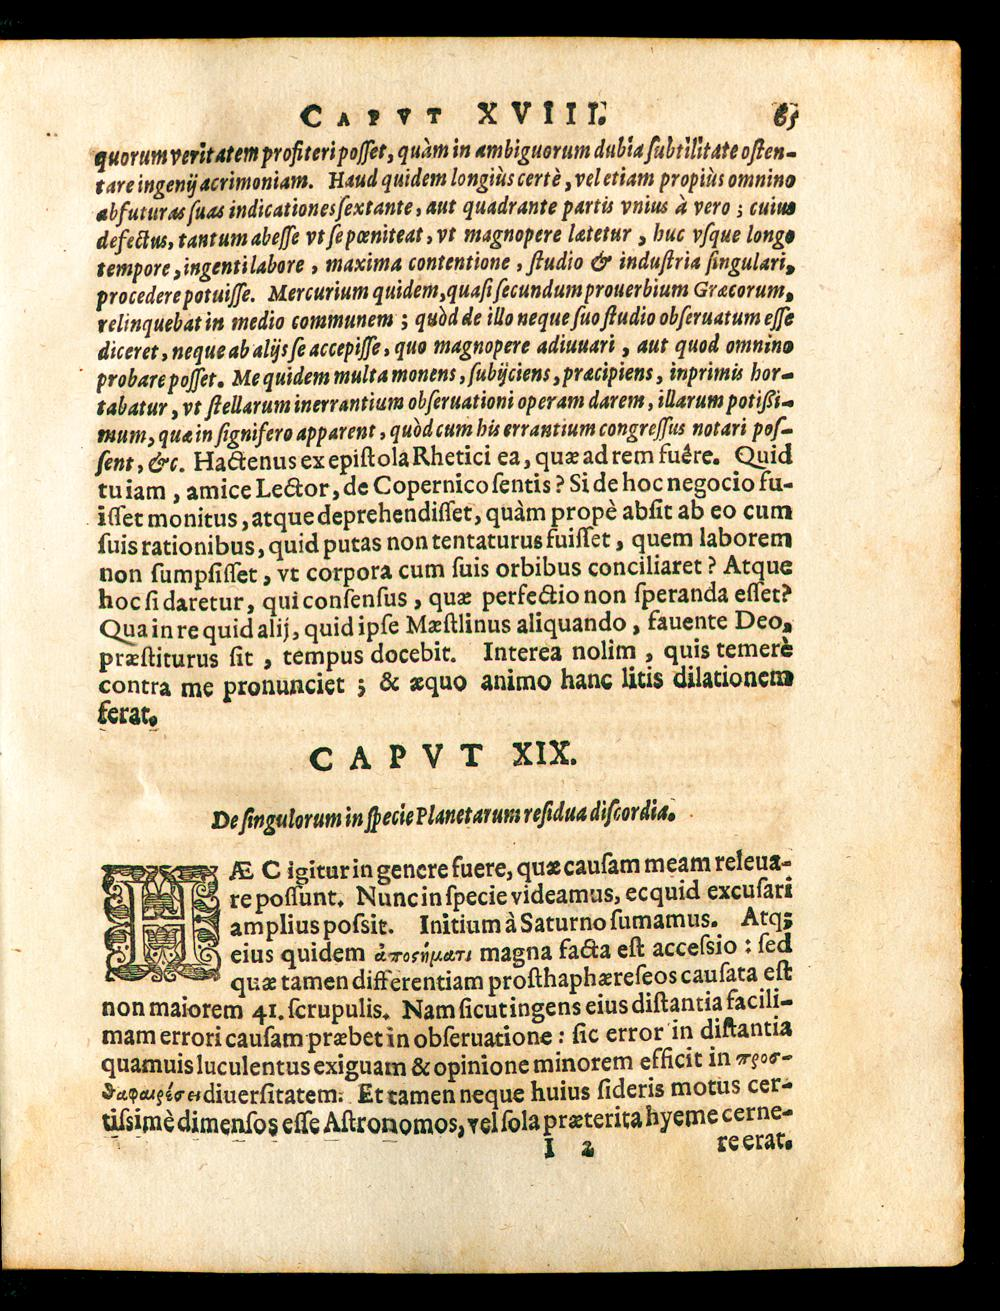 CAPVT XVIII. 65
quorum veritatem profiteri posset, quàm in ambiguorum dubia subtilitate osten-
tare ingenij acrimoniam. Haud quidem longiùs certè, vel etiam propiùs omnino
abfuturas suas indicationes sextante, aut quadrante partis vnius à vero; cuius
defectus, tantum abesse vt se pœniteat, vt magnopere lætetur, huc vsque longo
tempore, ingenti labore, maxima contentione, studio & industria singulari,
procedere potuisse. Mercurium quidem, quasi secundum prouerbium Græcorum,
relinquebat in medio communem; quòd de illo neque suo studio obseruatum esse
diceret, neque ab alijs se accepisse, quo magnopere adiuuari, aut quod omnino
probare posset. Me quidem multa monens, subijciens, præcipiens, inprimis hor-
tabatur, vt stellarum inerrantium obseruationi operam darem, illarum potißi-
mum, quæ in signifero apparent, quòd cum his errantium congressus notari pos-
sent, &c. Hactenus ex epistola Rhetici ea, quæ ad rem fuêre. Quid
tu iam, amice Lector, de Copernico sentis? Si de hoc negocio fu-
isset monitus, atque deprehendisset, quàm propè absit ab eo cum
suis rationibus, quid putas non tentaturus fuisset, quem laborem
non sumpsisset, vt corpora cum suis orbibus conciliaret? Atque
hoc si daretur, qui consensus, quæ perfectio non speranda esset?
Qua in re quid alij, quid ipse Mæstlinus aliquando, fauente Deo,
præstiturus sit, tempus docebit. Interea nolim, quis temerè
contra me pronunciet; & æquo animo hanc litis dilationem
ferat.
CAPVT XIX.
De singulorum in specie Planetarum residua discordia.
HÆC igitur in genere fuere, quæ causam meam releua-
re possunt. Nunc in specie videamus, ecquid excusari
amplius possit. Initium à Saturno sumamus. Atq;
eius quidem ἀποςήματι magna facta est accessio: sed
quæ tamen differentiam prosthaphæreseos causata est
non maiorem 41. scrupulis. Nam sicut ingens eius distantia facili-
mam errori causam præbet in obseruatione: sic error in distantia
quamuis luculentus exiguam & opinione minorem efficit in προσ-
θαφαιρέσει diuersitatem. Et tamen neque huius sideris motus cer-
tissimè dimensos esse Astronomos, vel sola præterita hyeme cerne-
I 2 re erat.